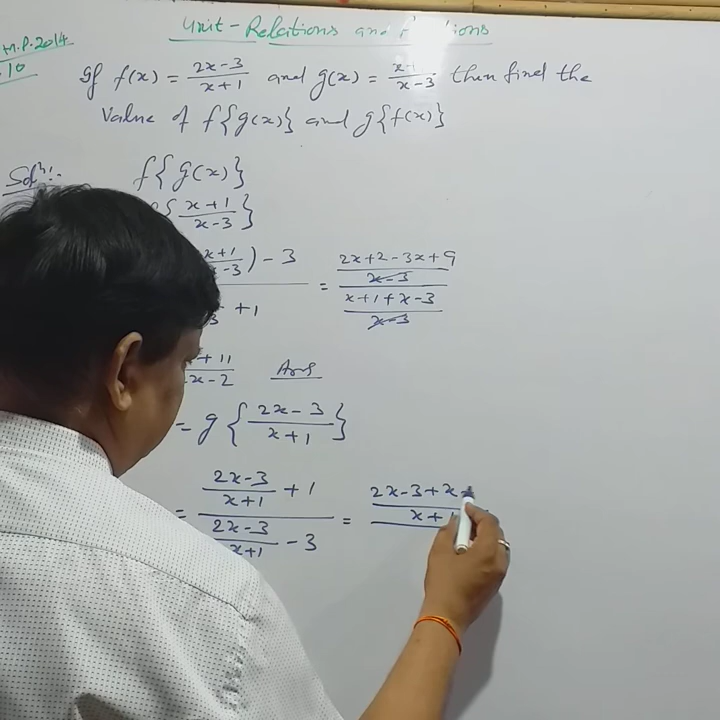 Unit - Relations and
M.P. 2014
10
If f(x) = 2x-3/x+1 and g(x) = x-3 then find the
Value of f{g(x)} and g{f(x)}
Solⁿ:- f{g(x)}
{x+1/x-3}
x+1) - 3 = 2x+2-3x+9/x-3
+1 x+1+x-3/x-3
+11/x-2 Ans
= g{2x-3/x+1}
= 2x-3/x+1 + 1 = 2x-3+x
2x-3/x+1 - 3 x+1